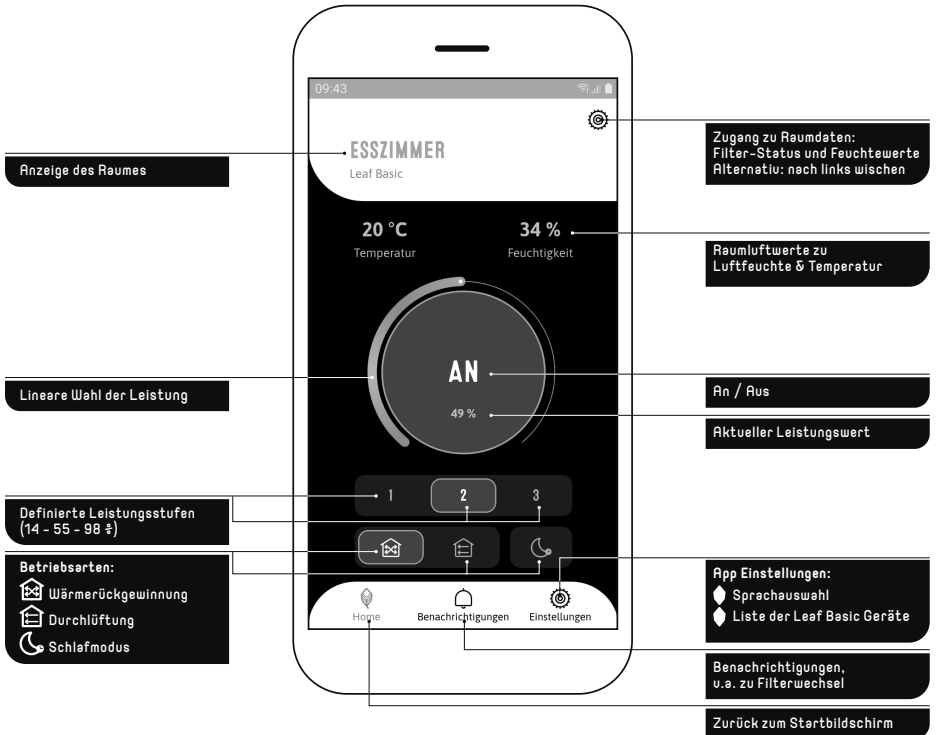 09:43
ESSZIMMER
Leaf Basic
20 °C
Temperatur
34 %
Feuchtigkeit
AN
49 %
1
2
3
Home
Benachrichtigungen
Einstellungen
Anzeige des Raumes
Lineare Wahl der Leistung
Definierte Leistungsstufen
(14 - 55 - 98 %)
Betriebsarten:
Wärmerückgewinnung
Durchlüftung
Schlafmodus
Zugang zu Raumdaten:
Filter-Status und Feuchtewerte
Alternativ: nach links wischen
Raumluftwerte zu
Luftfeuchte & Temperatur
An / Aus
Aktueller Leistungswert
App Einstellungen:
Sprachauswahl
Liste der Leaf Basic Geräte
Benachrichtigungen,
u.a. zu Filterwechsel
Zurück zum Startbildschirm